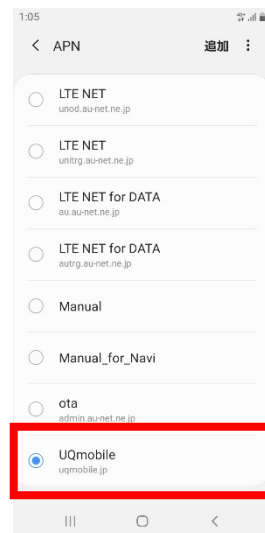 1:05
APN
追加
LTE NET
unod.au-net.ne.jp
LTE NET
unitrg.au-net.ne.jp
LTE NET for DATA
au.au-net.ne.jp
LTE NET for DATA
autrg.au-net.ne.jp
Manual
Manual_for_Navi
ota
admin.au-net.ne.jp
UQmobile
uqmobile.jp